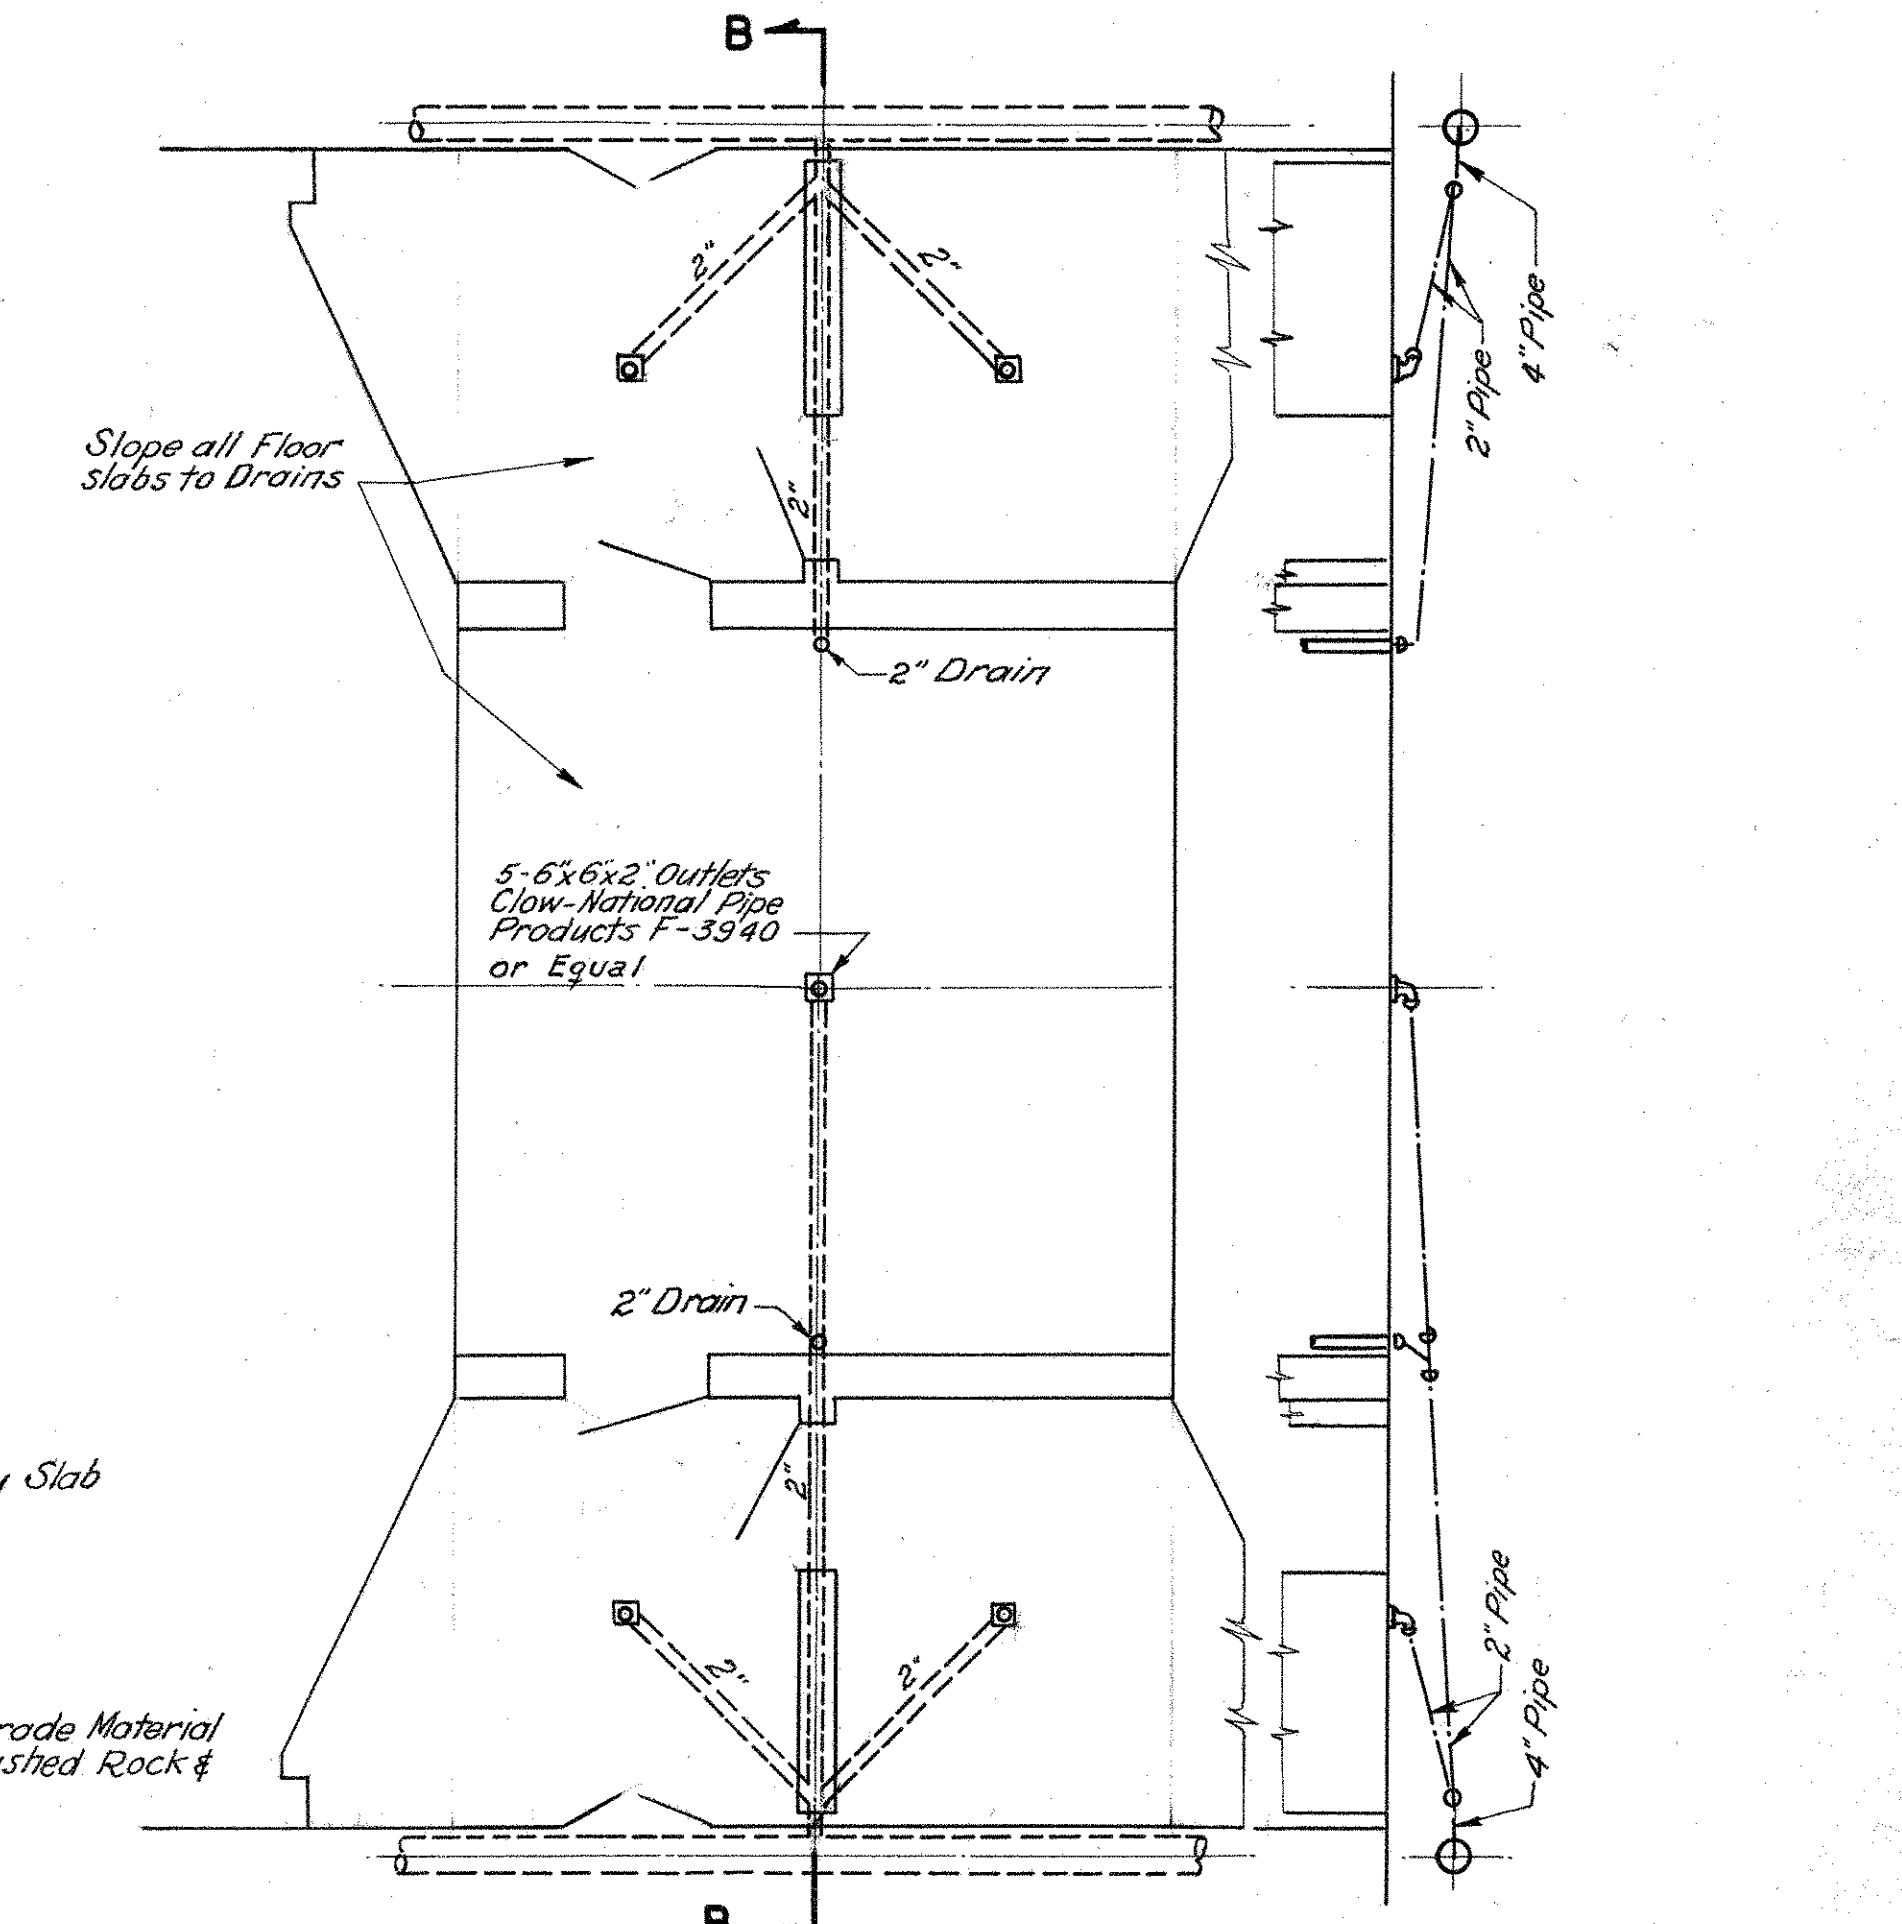 B
2"
2"
4" Pipe
2" Pipe
Slope all Floor
slabs to Drains
2"
2" Drain
5-6"x6"x2" Outlets
Clow-National Pipe
Products F-3940
or Equal
2" Drain
Slab
2"
2"
2"
2" Pipe
4" Pipe
rade Material
ushed Rock &
B